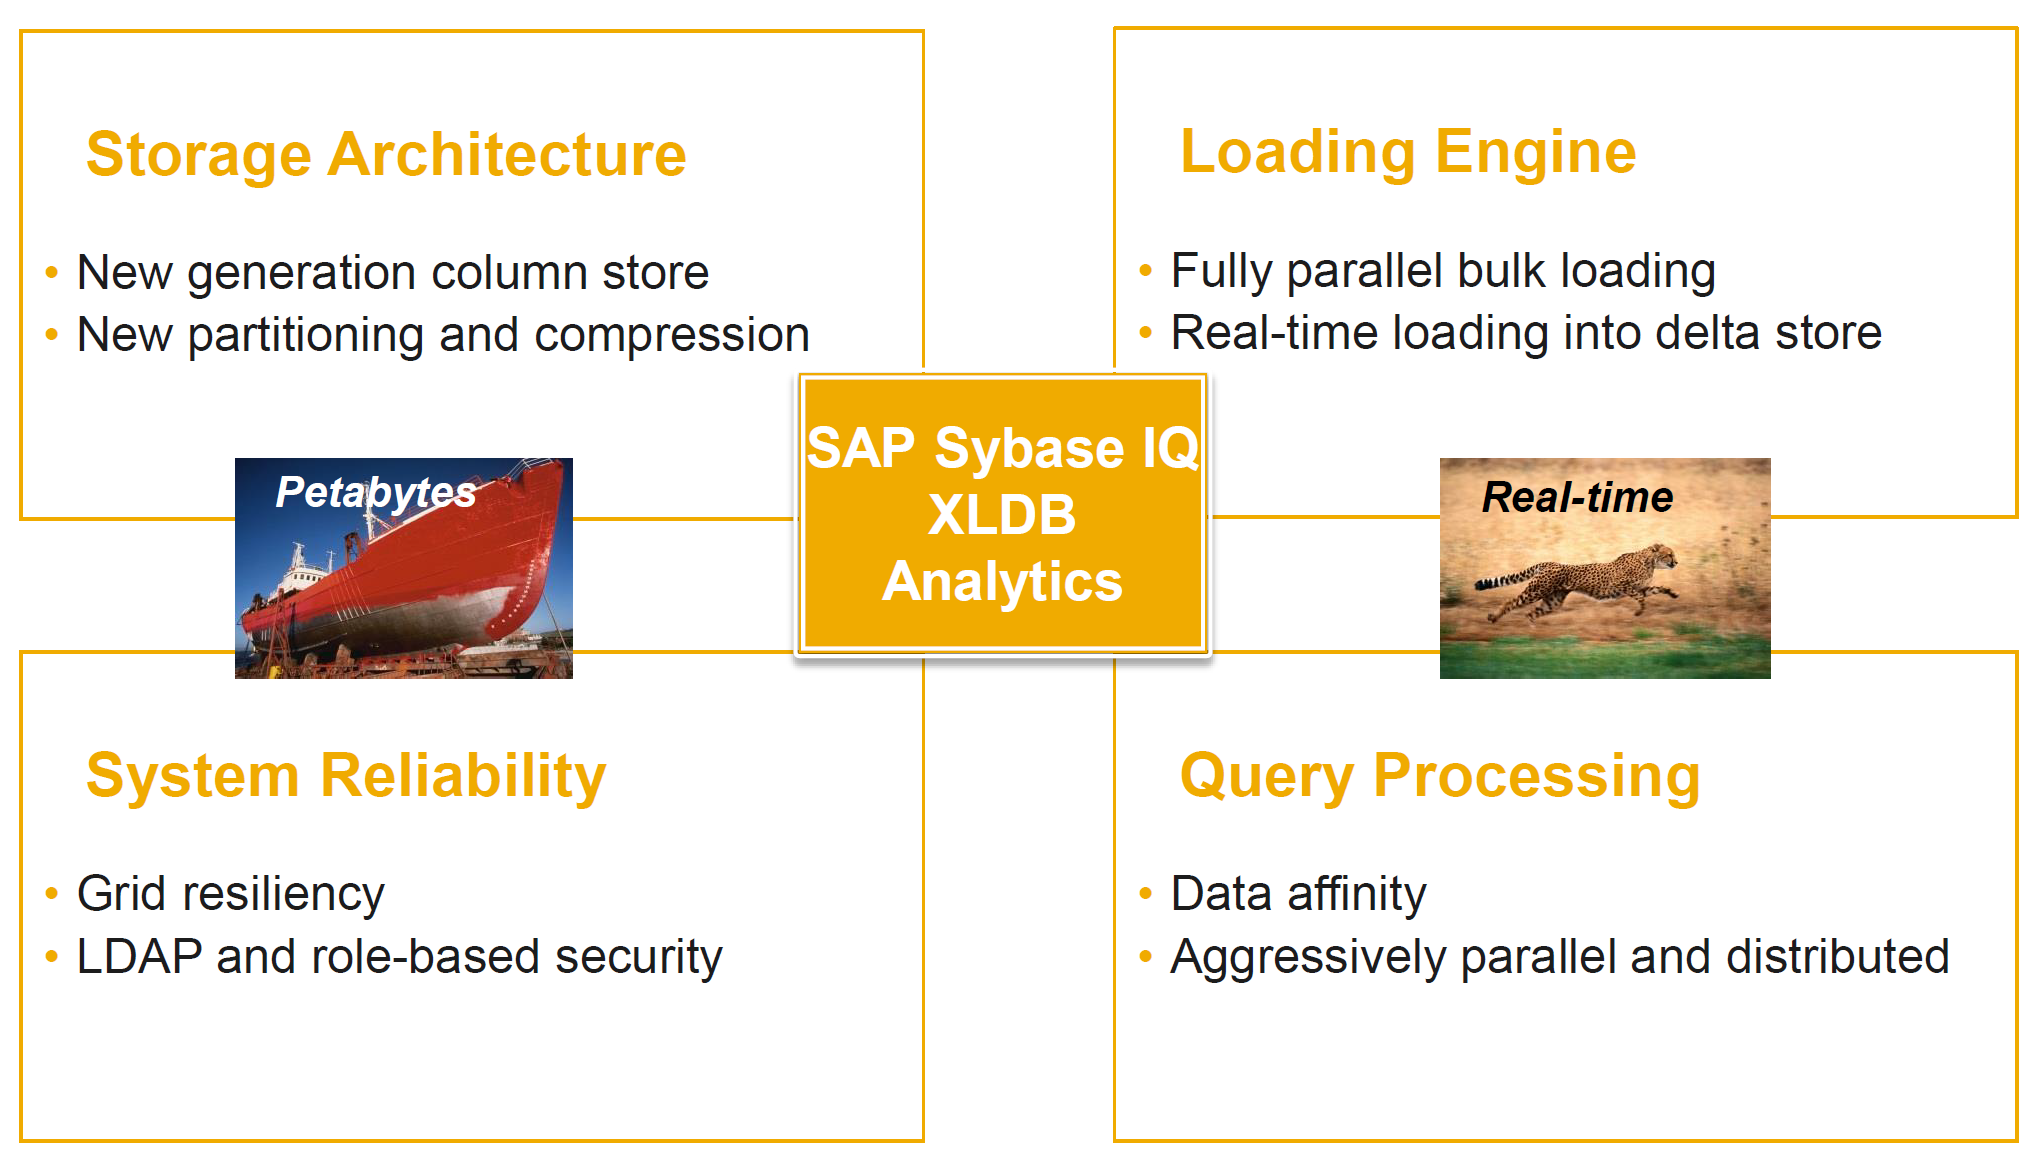 Storage Architecture
• New generation column store
• New partitioning and compression
Loading Engine
• Fully parallel bulk loading
• Real-time loading into delta store
SAP Sybase IQ
XLDB
Analytics
Petabytes
Real-time
System Reliability
• Grid resiliency
• LDAP and role-based security
Query Processing
• Data affinity
• Aggressively parallel and distributed